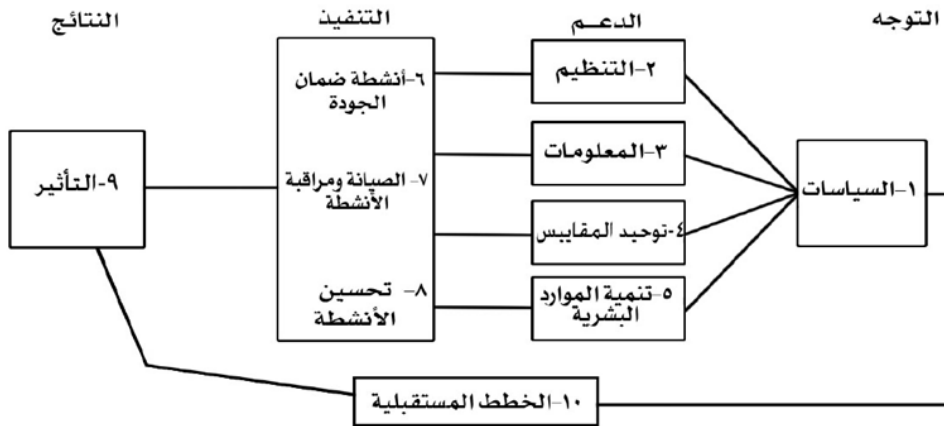 التوجه
الدعـم
التنفيذ
النتائج
١-السياسات
٢-التنظيم
٣-المعلومات
٤-توحيد المقاييس
٥-تنمية الموارد
البشرية
٦-أنشطة ضمان
الجودة
٧- الصيانة ومراقبة
الأنشطة
٨- تحسين
الأنشطة
٩-التأثير
١٠-الخطط المستقبلية